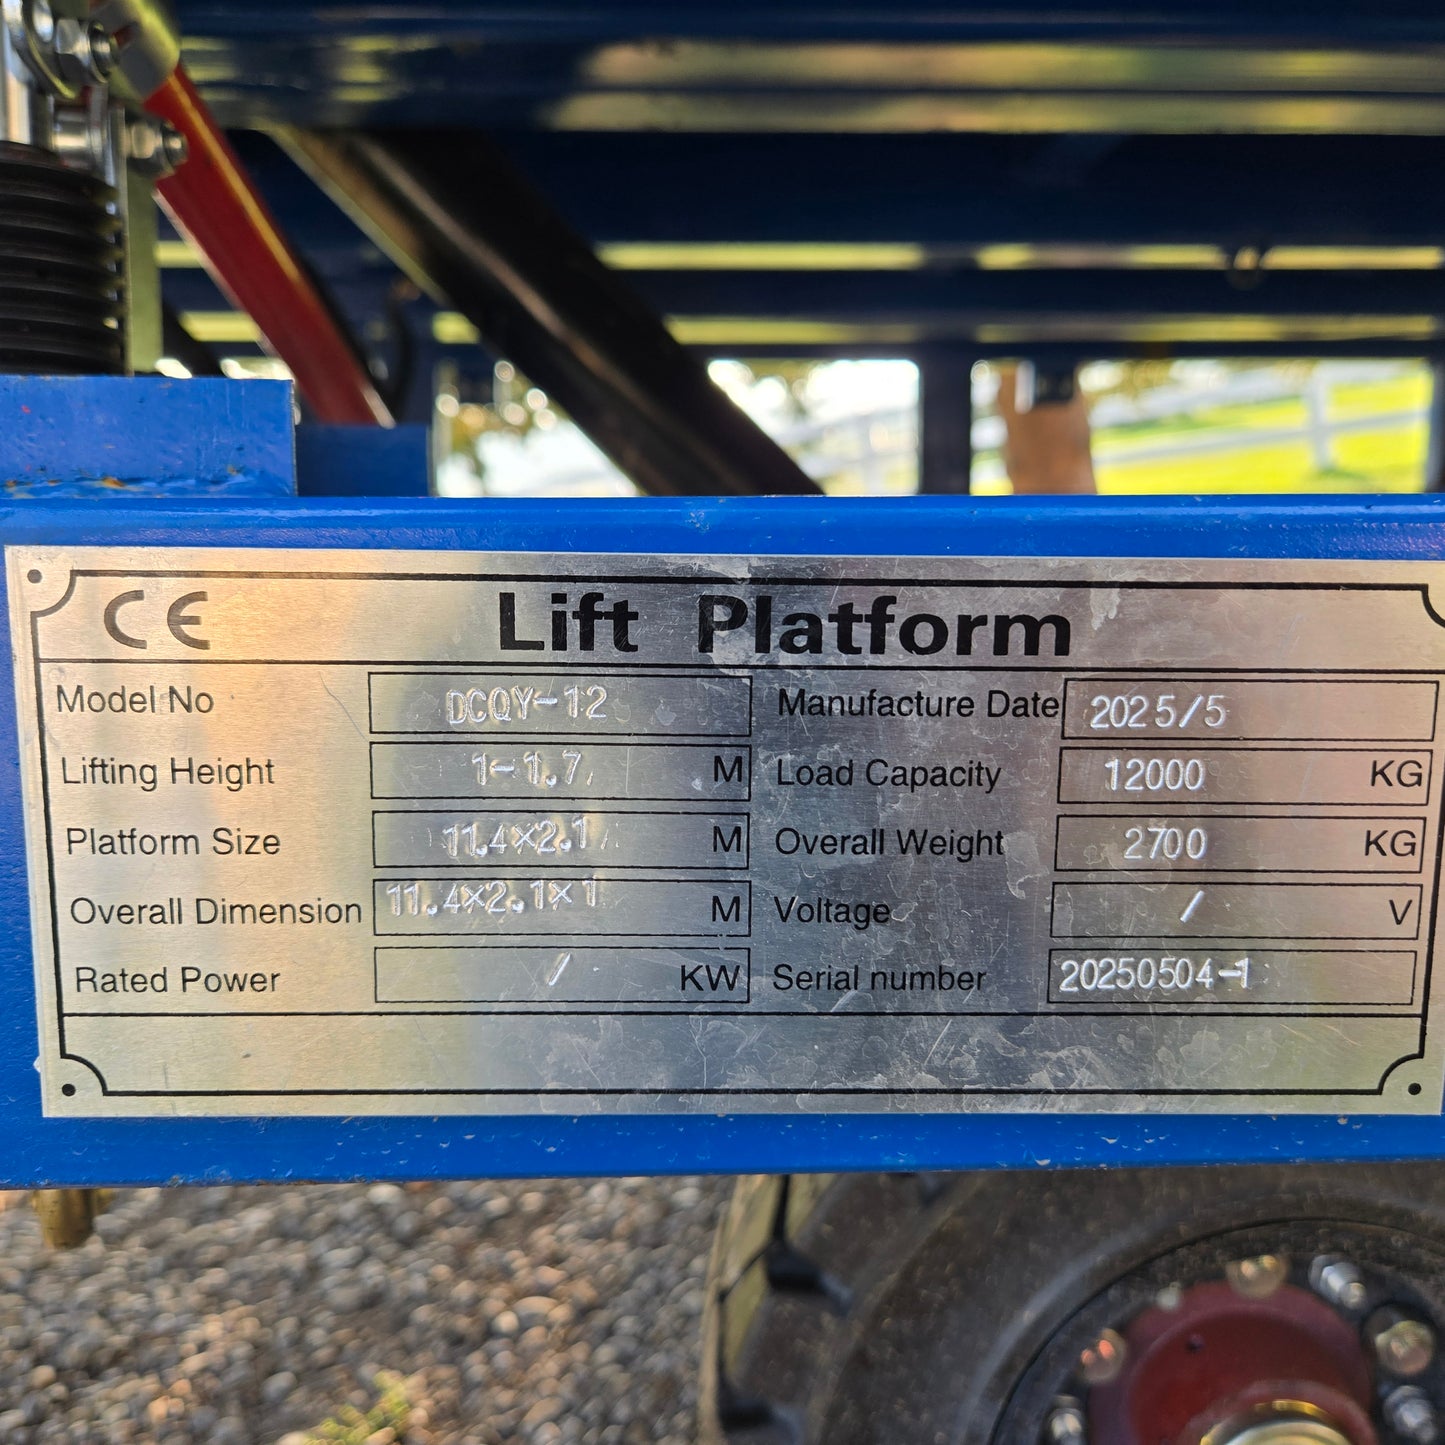 CE Lift Platform
Model No DCQY-12 Manufacture Date 2025/5
Lifting Height 1-1.7 M Load Capacity 12000 KG
Platform Size 11.4×2.1 M Overall Weight 2700 KG
Overall Dimension 11.4×2.1×1 M Voltage / V
Rated Power / KW Serial number 20250504-1